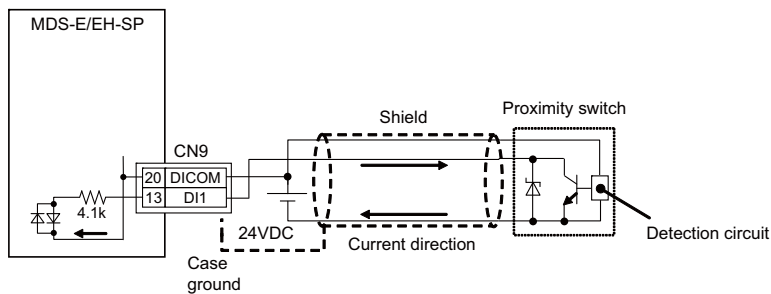 MDS-E/EH-SP
Proximity switch
Shield
CN9
20 DICOM
13 DI1
4.1k
24VDC
Current direction
Detection circuit
Case
ground